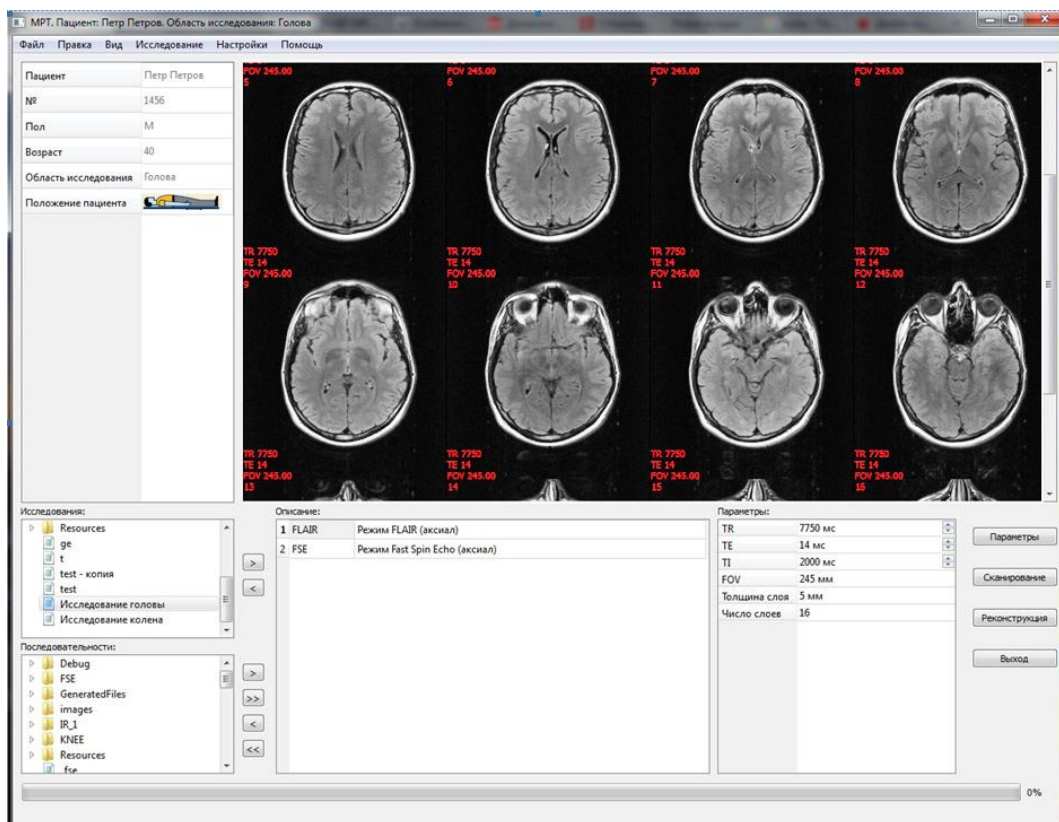 МРТ. Пациент: Петр Петров. Область исследования: Голова
Файл Правка Вид Исследование Настройки Помощь
Пациент Петр Петров
№ 1456
Пол М
Возраст 40
Область исследования Голова
Положение пациента
FOV 245.00 FOV 245.00 FOV 245.00 FOV 245.00
5 6 7 8
TR 7750 TR 7750 TR 7750 TR 7750
TE 14 TE 14 TE 14 TE 14
FOV 245.00 FOV 245.00 FOV 245.00 FOV 245.00
9 10 11 12
TR 7750 TR 7750 TR 7750 TR 7750
TE 14 TE 14 TE 14 TE 14
FOV 245.00 FOV 245.00 FOV 245.00 FOV 245.00
13 14 15 16
Исследования:
Resources
ge
t
test - копия
test
Исследование головы
Исследование колена
> 
<
Последовательности:
Debug
FSE
GeneratedFiles
images
IR_1
KNEE
Resources
fse
>
>>
<
<<
Описание:
1 FLAIR Режим FLAIR (аксиал)
2 FSE Режим Fast Spin Echo (аксиал)
Параметры:
TR 7750 мс
TE 14 мс
TI 2000 мс
FOV 245 мм
Толщина слоя 5 мм
Число слоев 16
Параметры
Сканирование
Реконструкция
Выход
0%